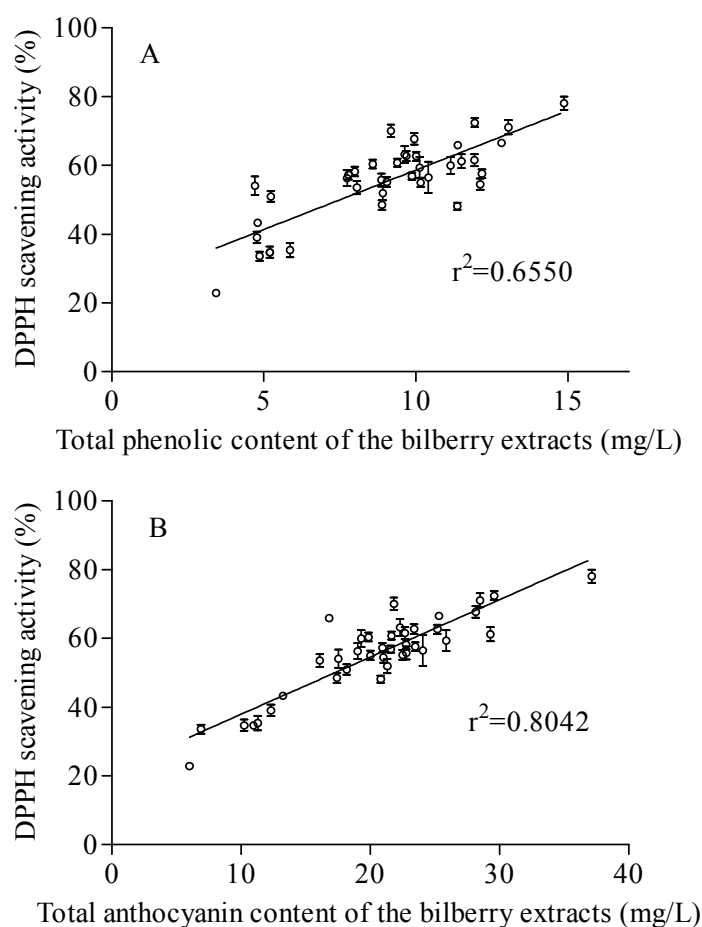 100
A
80
60
40
r²=0.6550
20
0
0 5 10 15
DPPH scavening activity (%)
Total phenolic content of the bilberry extracts (mg/L)
100
B
80
60
40
r²=0.8042
20
0
0 10 20 30 40
DPPH scavening activity (%)
Total anthocyanin content of the bilberry extracts (mg/L)